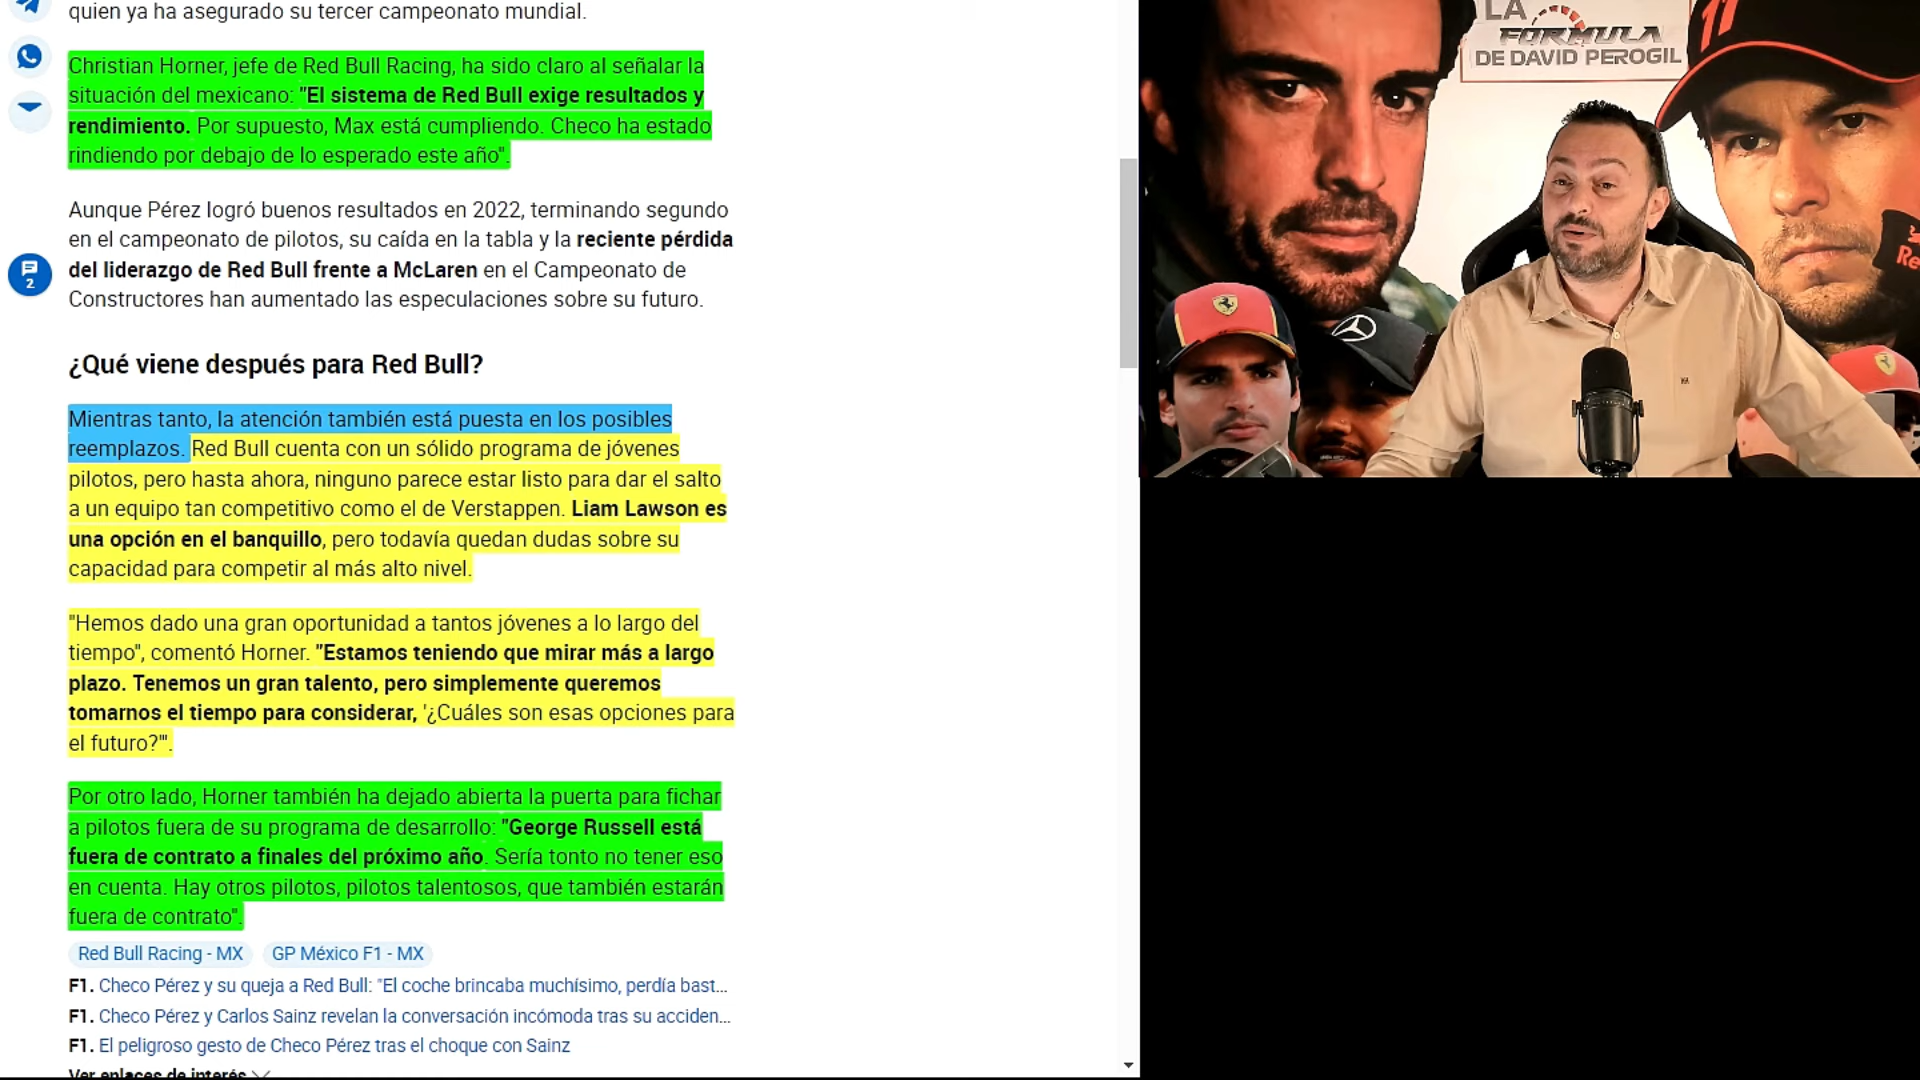 quien ya ha asegurado su tercer campeonato mundial.
Christian Horner, jefe de Red Bull Racing, ha sido claro al señalar la
situación del mexicano: "El sistema de Red Bull exige resultados y
rendimiento. Por supuesto, Max está cumpliendo. Checo ha estado
rindiendo por debajo de lo esperado este año".
Aunque Pérez logró buenos resultados en 2022, terminando segundo
en el campeonato de pilotos, su caída en la tabla y la reciente pérdida
del liderazgo de Red Bull frente a McLaren en el Campeonato de
Constructores han aumentado las especulaciones sobre su futuro.
2
¿Qué viene después para Red Bull?
Mientras tanto, la atención también está puesta en los posibles
reemplazos. Red Bull cuenta con un sólido programa de jóvenes
pilotos, pero hasta ahora, ninguno parece estar listo para dar el salto
a un equipo tan competitivo como el de Verstappen. Liam Lawson es
una opción en el banquillo, pero todavía quedan dudas sobre su
capacidad para competir al más alto nivel.
"Hemos dado una gran oportunidad a tantos jóvenes a lo largo del
tiempo", comentó Horner. "Estamos teniendo que mirar más a largo
plazo. Tenemos un gran talento, pero simplemente queremos
tomarnos el tiempo para considerar, '¿Cuáles son esas opciones para
el futuro?'".
Por otro lado, Horner también ha dejado abierta la puerta para fichar
a pilotos fuera de su programa de desarrollo: "George Russell está
fuera de contrato a finales del próximo año. Sería tonto no tener eso
en cuenta. Hay otros pilotos, pilotos talentosos, que también estarán
fuera de contrato".
Red Bull Racing - MX GP México F1 - MX
F1. Checo Pérez y su queja a Red Bull: "El coche brincaba muchísimo, perdía bast...
F1. Checo Pérez y Carlos Sainz revelan la conversación incómoda tras su acciden...
F1. El peligroso gesto de Checo Pérez tras el choque con Sainz
Ver enlaces de interés
LA
FORMULA
DE DAVID PEROGIL
11
Re